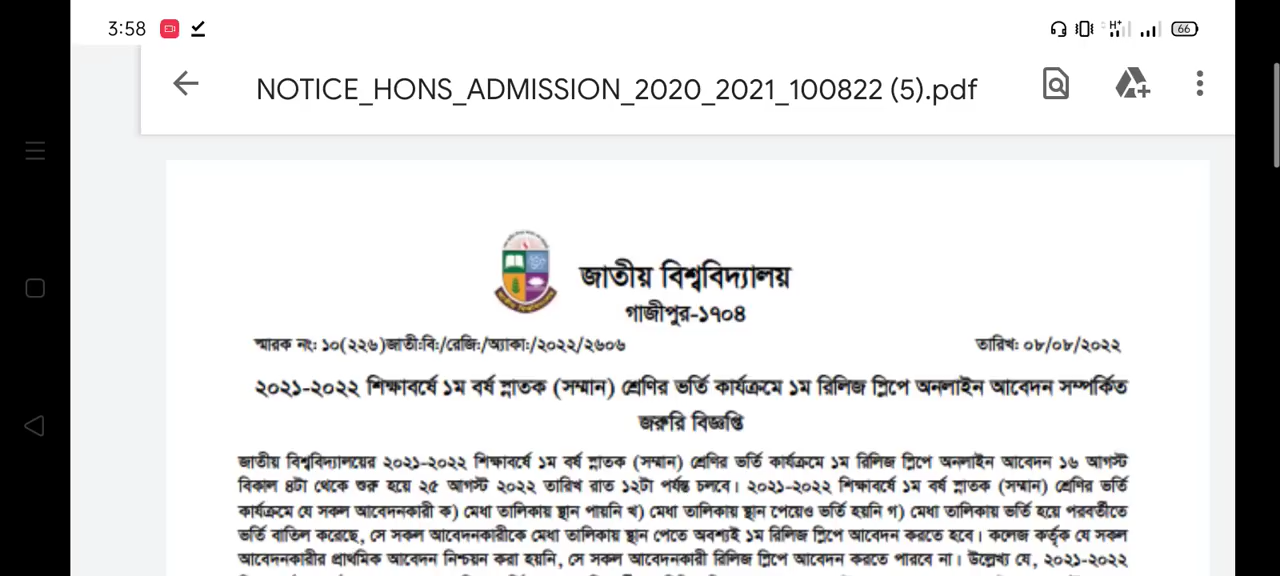 3:58
H+
66
NOTICE_HONS_ADMISSION_2020_2021_100822 (5).pdf
জাতীয় বিশ্ববিদ্যালয়
গাজীপুর-১৭০৪
স্মারক নং: ১০(২২৬)জাতী:বি:/রেজি:/অ্যাকা:/২০২২/২৬০৬ তারিখ: ০৮/০৮/২০২২
২০২১-২০২২ শিক্ষাবর্ষে ১ম বর্ষ স্নাতক (সম্মান) শ্রেণির ভর্তি কার্যক্রমে ১ম রিলিজ স্লিপে অনলাইন আবেদন সম্পর্কিত
জরুরি বিজ্ঞপ্তি
জাতীয় বিশ্ববিদ্যালয়ের ২০২১-২০২২ শিক্ষাবর্ষে ১ম বর্ষ স্নাতক (সম্মান) শ্রেণির ভর্তি কার্যক্রমে ১ম রিলিজ স্লিপে অনলাইন আবেদন ১৬ আগস্ট
বিকাল ৪টা থেকে শুরু হয়ে ২৫ আগস্ট ২০২২ তারিখ রাত ১২টা পর্যন্ত চলবে। ২০২১-২০২২ শিক্ষাবর্ষে ১ম বর্ষ স্নাতক (সম্মান) শ্রেণির ভর্তি
কার্যক্রমে যে সকল আবেদনকারী ক) মেধা তালিকায় স্থান পায়নি খ) মেধা তালিকায় স্থান পেয়েও ভর্তি হয়নি গ) মেধা তালিকায় ভর্তি হয়ে পরবর্তীতে
ভর্তি বাতিল করেছে, সে সকল আবেদনকারীকে মেধা তালিকায় স্থান পেতে অবশ্যই ১ম রিলিজ স্লিপে আবেদন করতে হবে। কলেজ কর্তৃক যে সকল
আবেদনকারীর প্রাথমিক আবেদন নিশ্চয়ন করা হয়নি, সে সকল আবেদনকারী রিলিজ স্লিপে আবেদন করতে পারবে না। উল্লেখ্য যে, ২০২১-২০২২